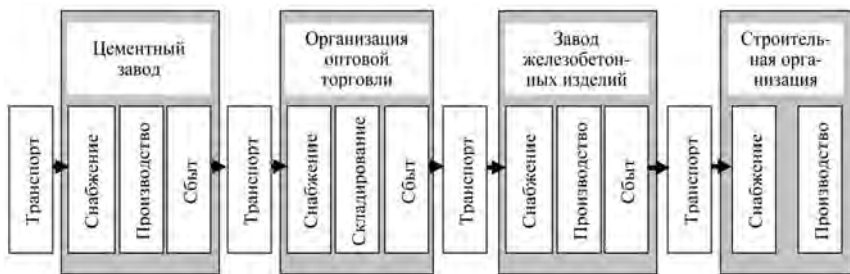 Цементный
завод
Организация
оптовой
торговли
Завод
железобетон-
ных изделий
Строитель-
ная орга-
низация
Транспорт
Снабжение
Производство
Сбыт
Транспорт
Снабжение
Складирование
Сбыт
Транспорт
Снабжение
Производство
Сбыт
Транспорт
Снабжение
Производство